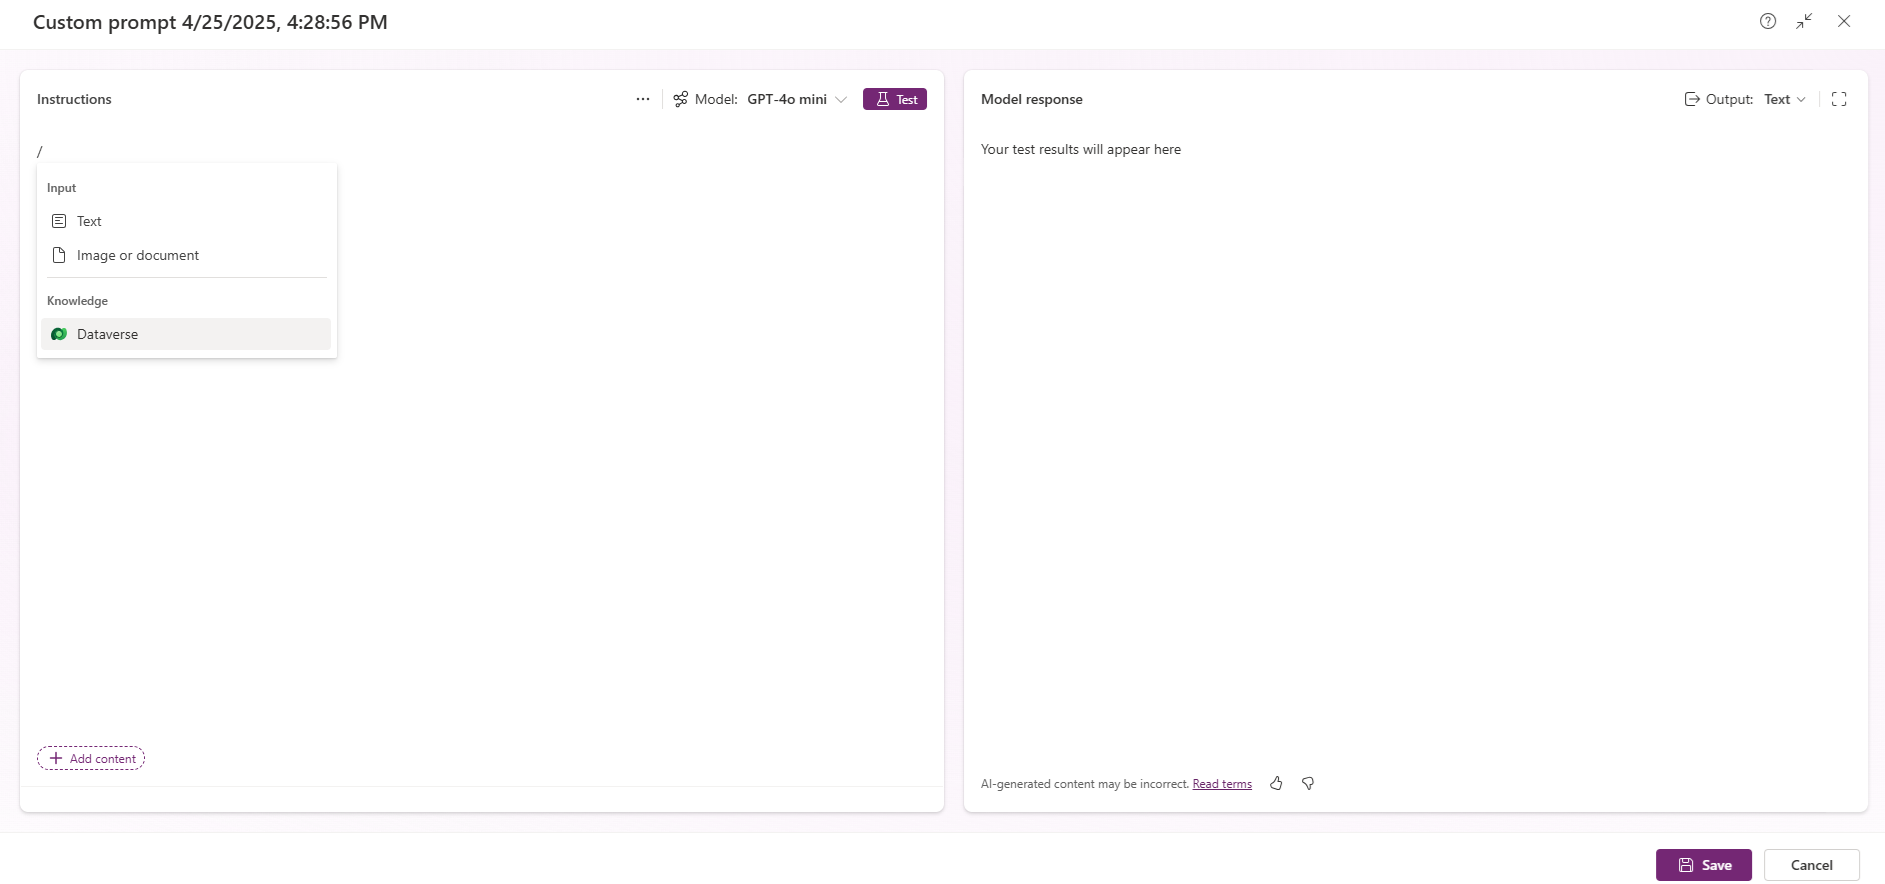 Custom prompt 4/25/2025, 4:28:56 PM
Instructions
Model: GPT-4o mini
Test
/
Input
Text
Image or document
Knowledge
Dataverse
Add content
Model response
Output: Text
Your test results will appear here
AI-generated content may be incorrect. Read terms
Save
Cancel